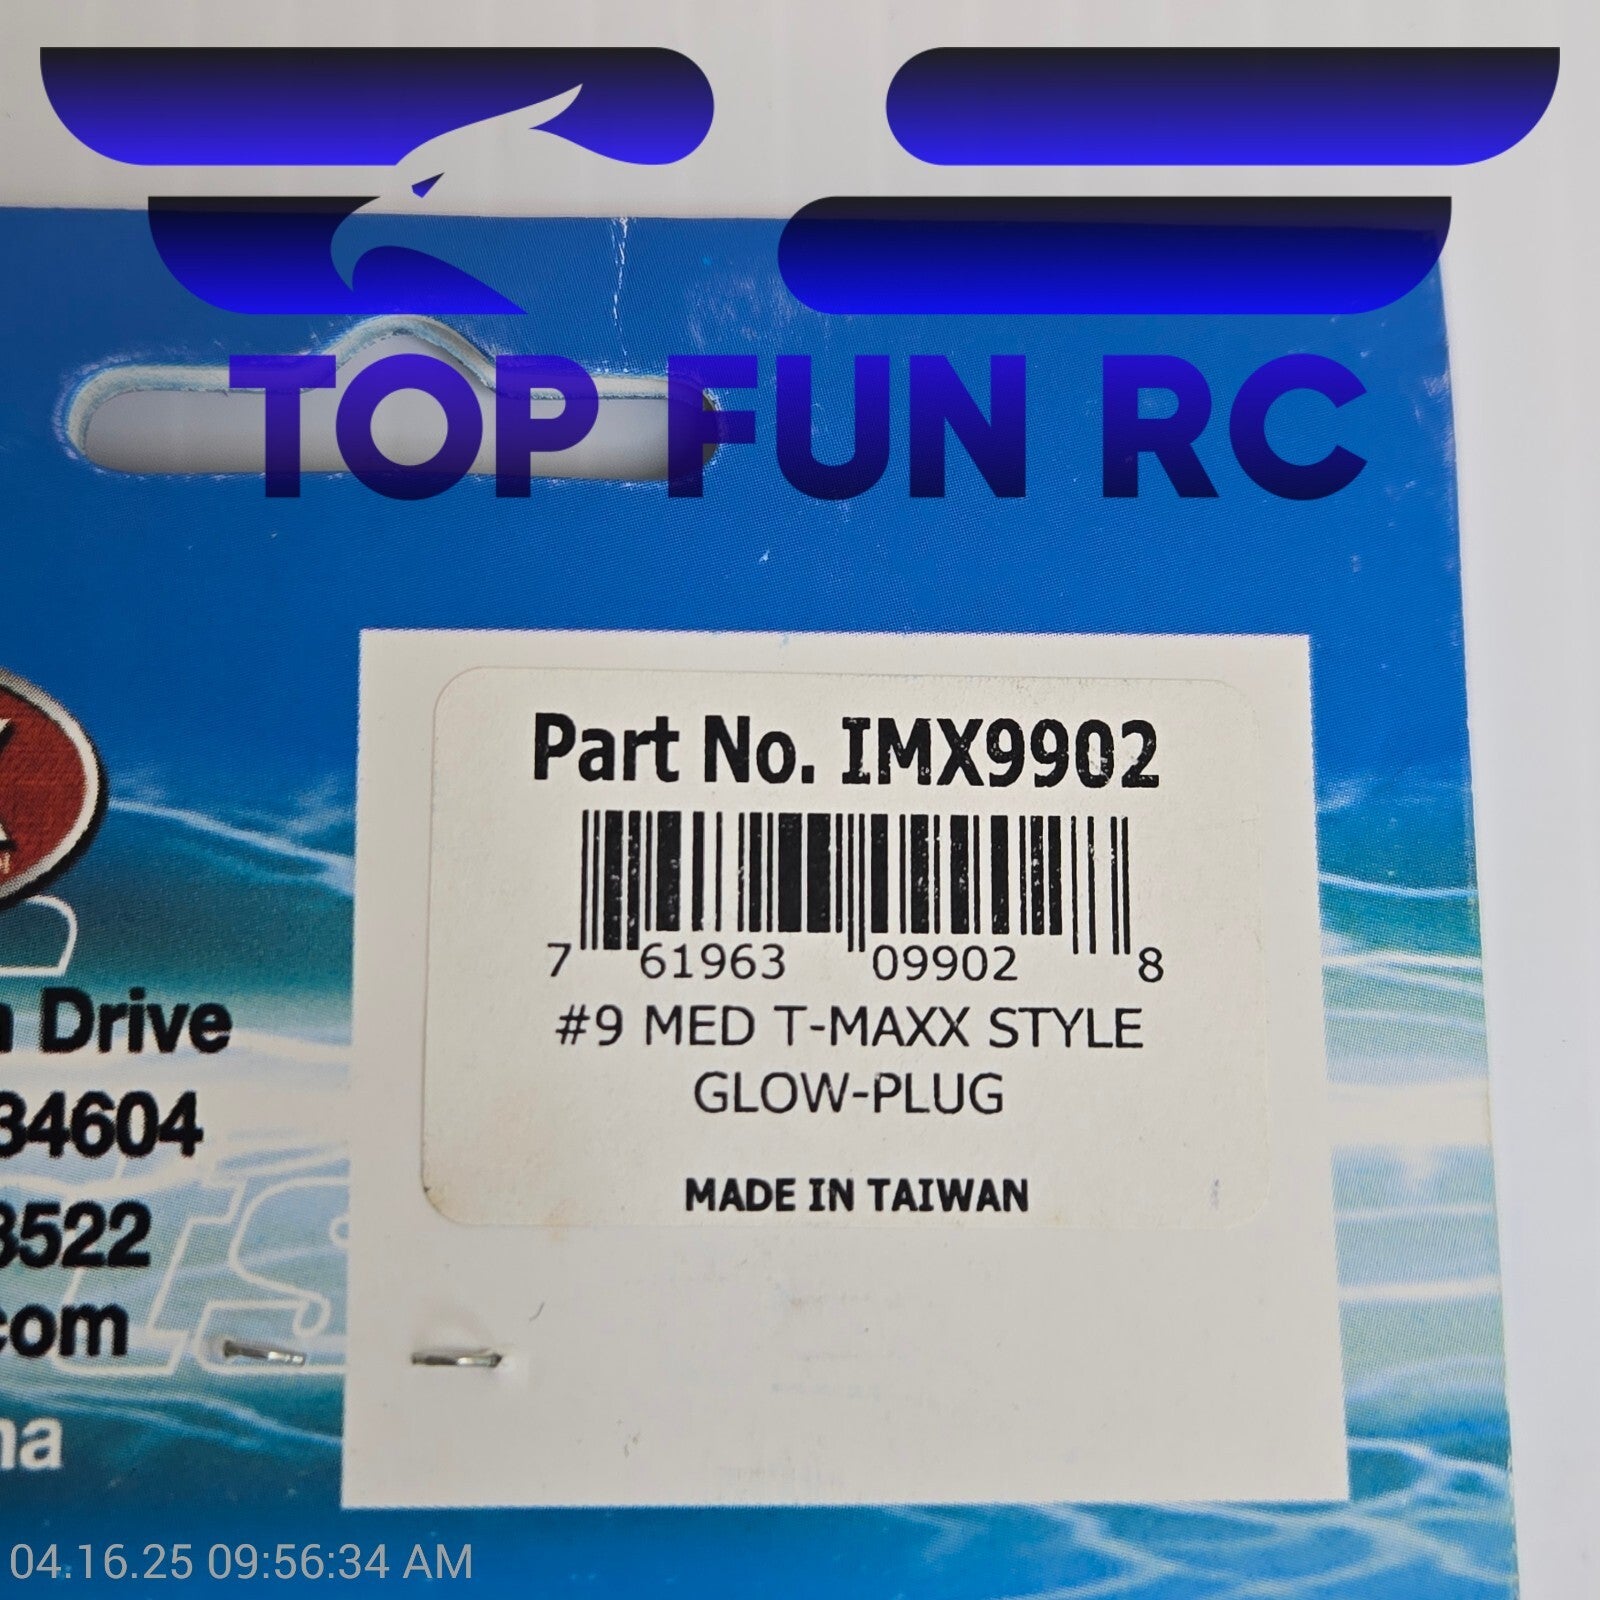 TOP FUN RC
Part No. IMX9902
7 61963 09902 8
#9 MED T-MAXX STYLE
GLOW-PLUG
MADE IN TAIWAN
Drive
34604
3522
com
04.16.25 09:56:34 AM